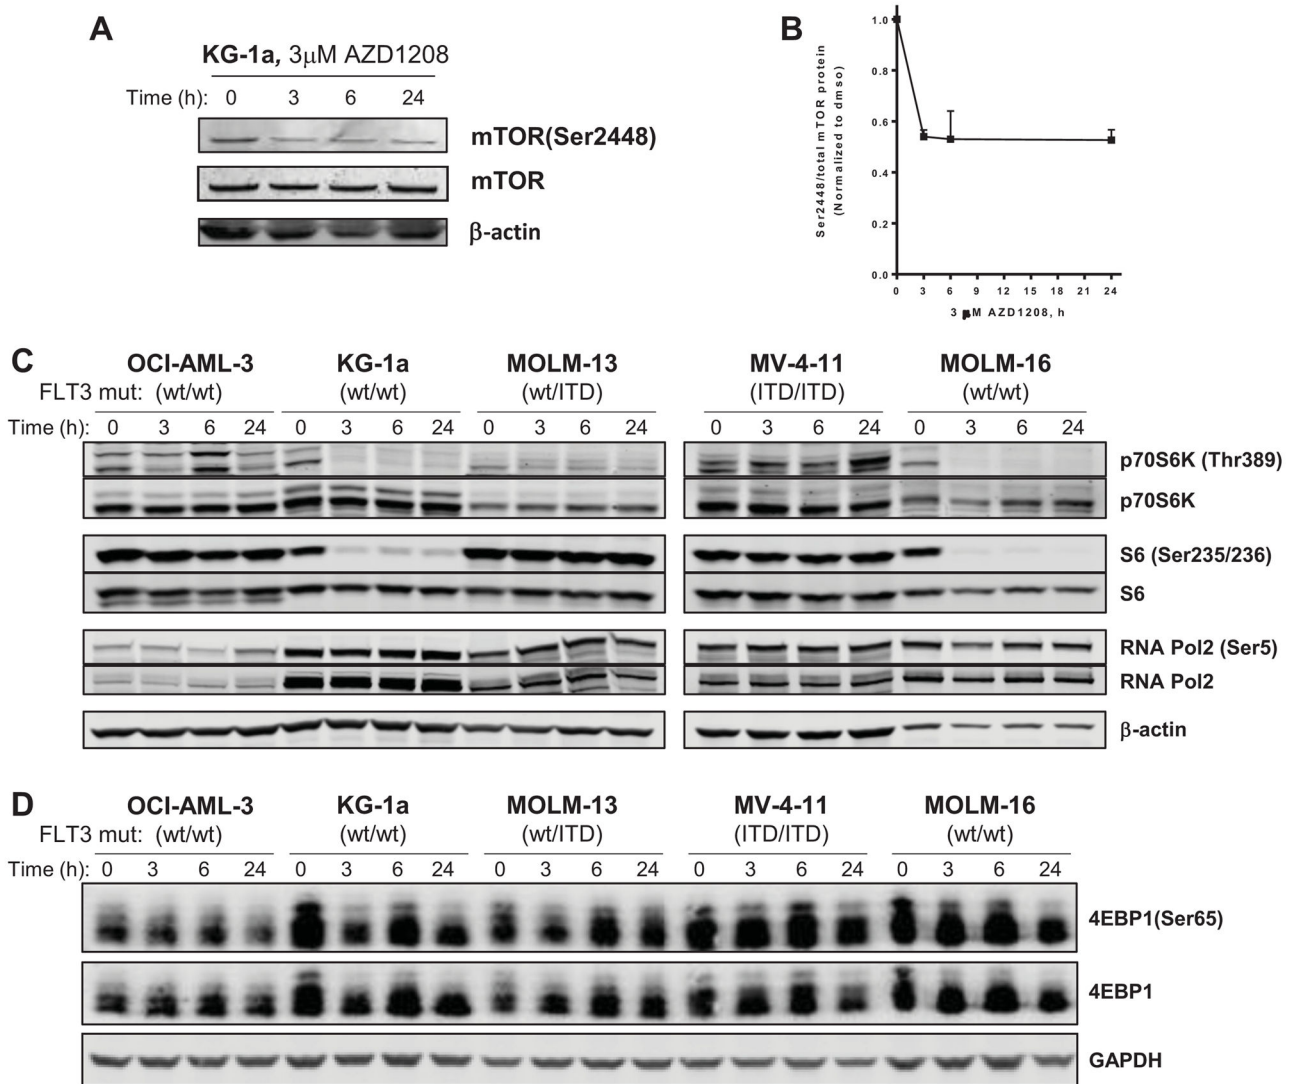 A
KG-1a, 3μM AZD1208
Time (h): 0 3 6 24
mTOR(Ser2448)
mTOR
β-actin
B
Ser2448/total mTOR protein
(Normalized to dmso)
1.0
0.8
0.6
0.4
0.2
0.0
0 3 6 9 12 15 18 21 24
3 μM AZD1208, h
C
OCI-AML-3 KG-1a MOLM-13 MV-4-11 MOLM-16
FLT3 mut: (wt/wt) (wt/wt) (wt/ITD) (ITD/ITD) (wt/wt)
Time (h): 0 3 6 24 0 3 6 24 0 3 6 24 0 3 6 24 0 3 6 24
p70S6K (Thr389)
p70S6K
S6 (Ser235/236)
S6
RNA Pol2 (Ser5)
RNA Pol2
β-actin
D
OCI-AML-3 KG-1a MOLM-13 MV-4-11 MOLM-16
FLT3 mut: (wt/wt) (wt/wt) (wt/ITD) (ITD/ITD) (wt/wt)
Time (h): 0 3 6 24 0 3 6 24 0 3 6 24 0 3 6 24 0 3 6 24
4EBP1(Ser65)
4EBP1
GAPDH